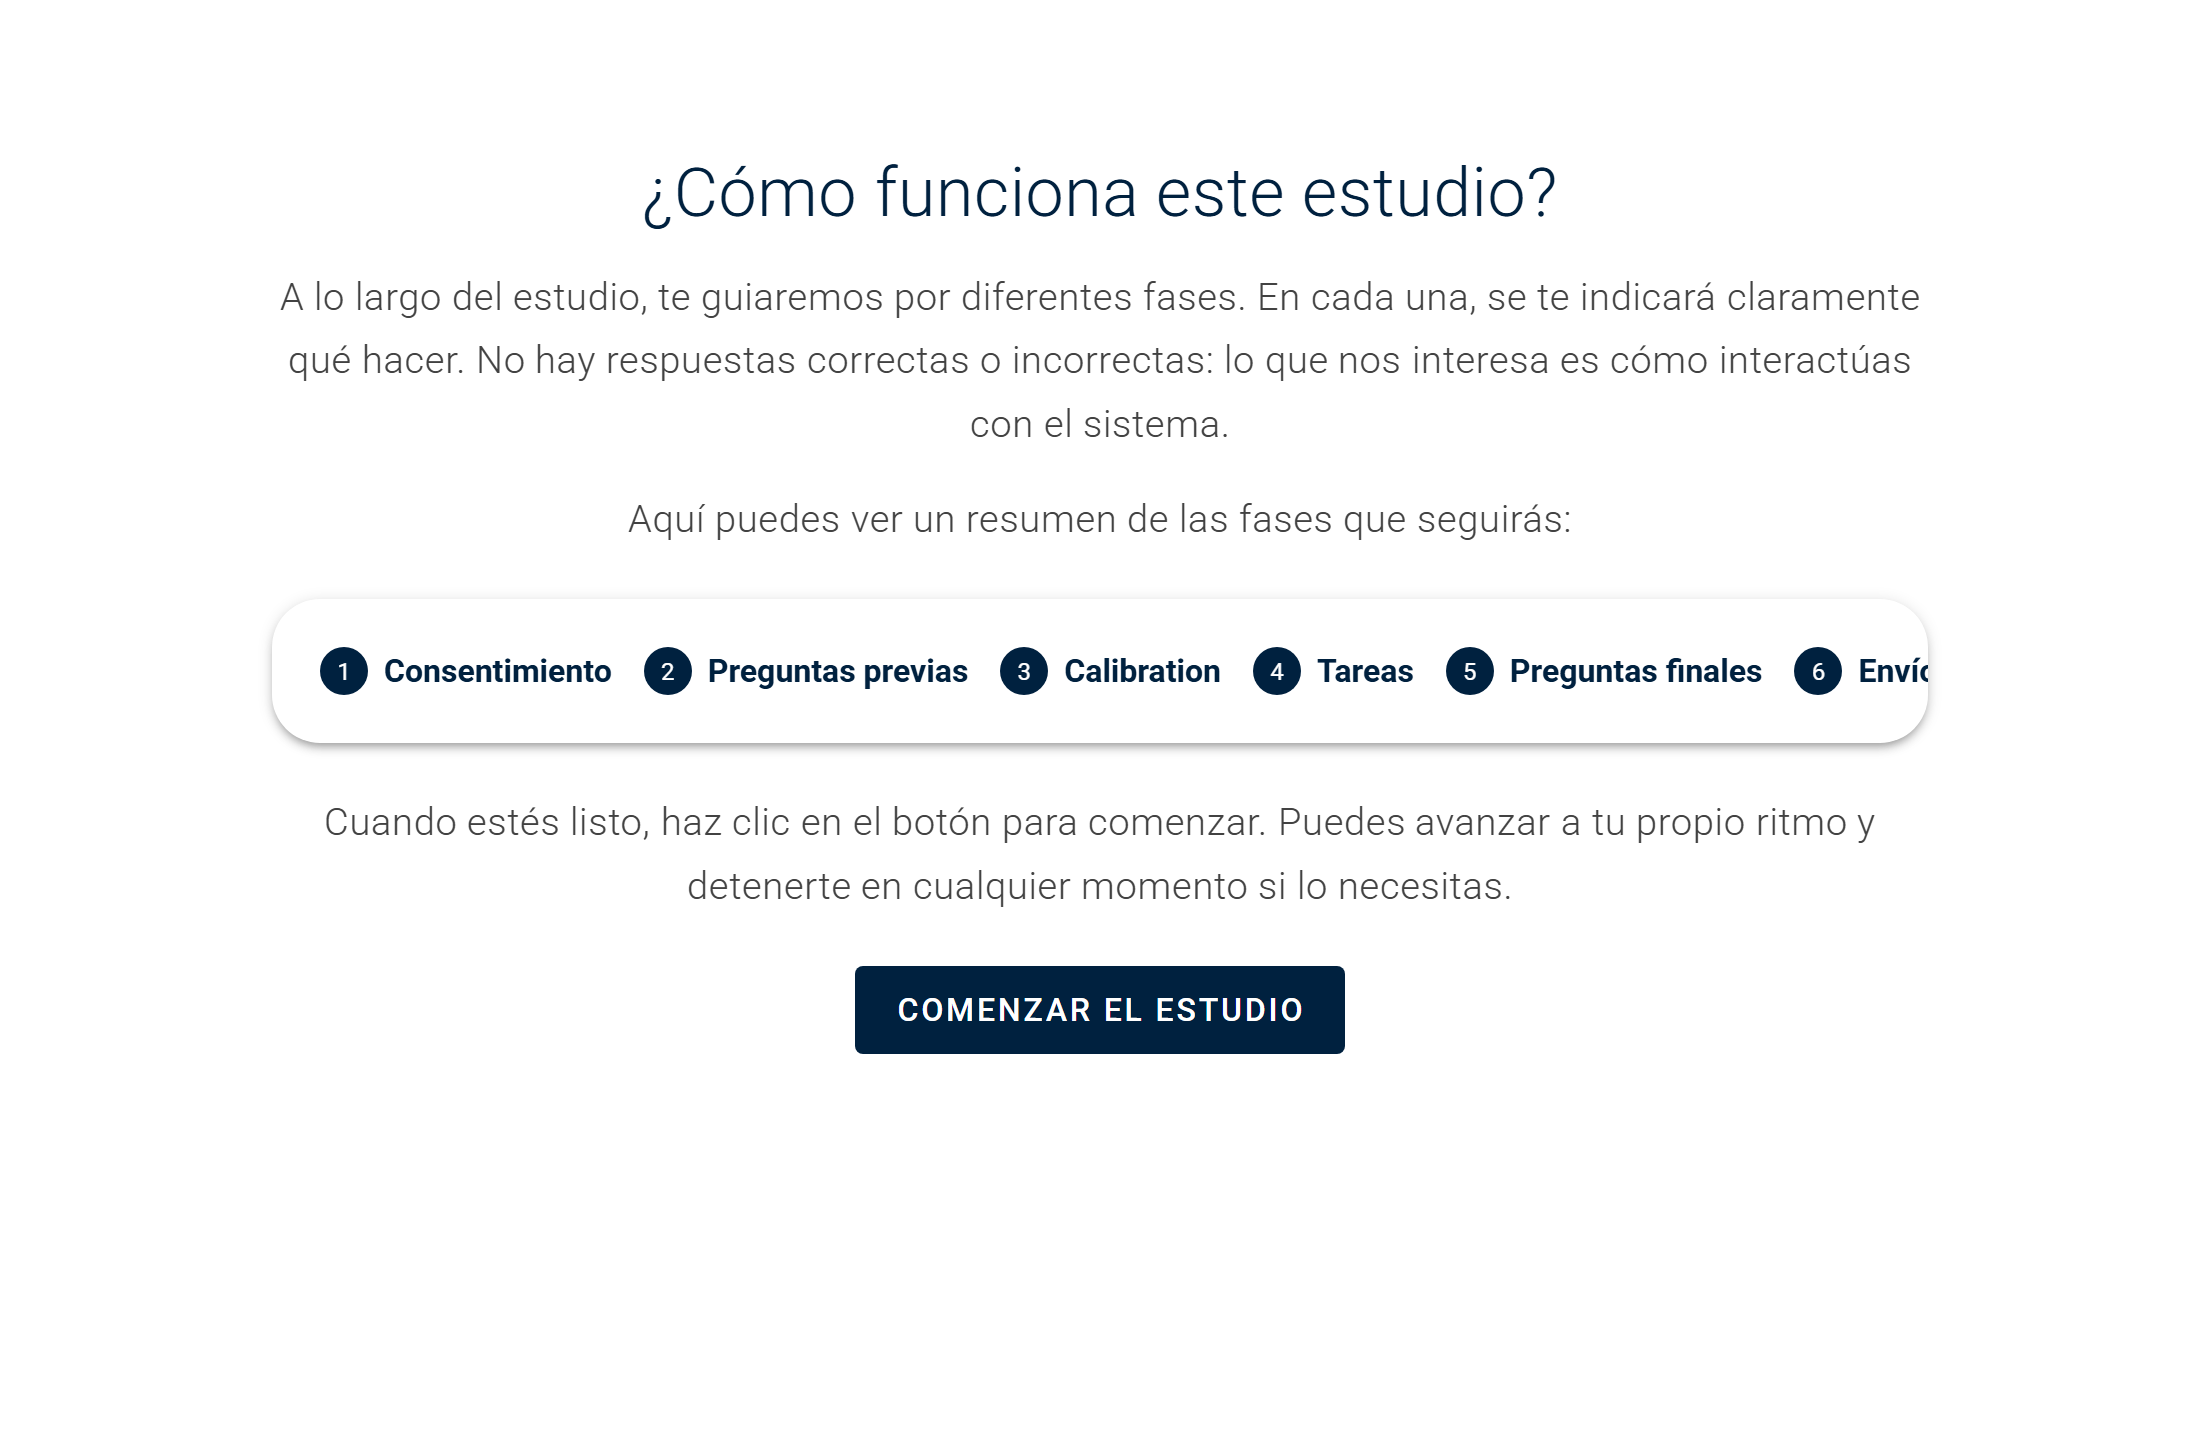 ¿Cómo funciona este estudio?
A lo largo del estudio, te guiaremos por diferentes fases. En cada una, se te indicará claramente
qué hacer. No hay respuestas correctas o incorrectas: lo que nos interesa es cómo interactúas
con el sistema.
Aquí puedes ver un resumen de las fases que seguirás:
1 Consentimiento 2 Preguntas previas 3 Calibration 4 Tareas 5 Preguntas finales 6
Cuando estés listo, haz clic en el botón para comenzar. Puedes avanzar a tu propio ritmo y
detenerte en cualquier momento si lo necesitas.
COMENZAR EL ESTUDIO